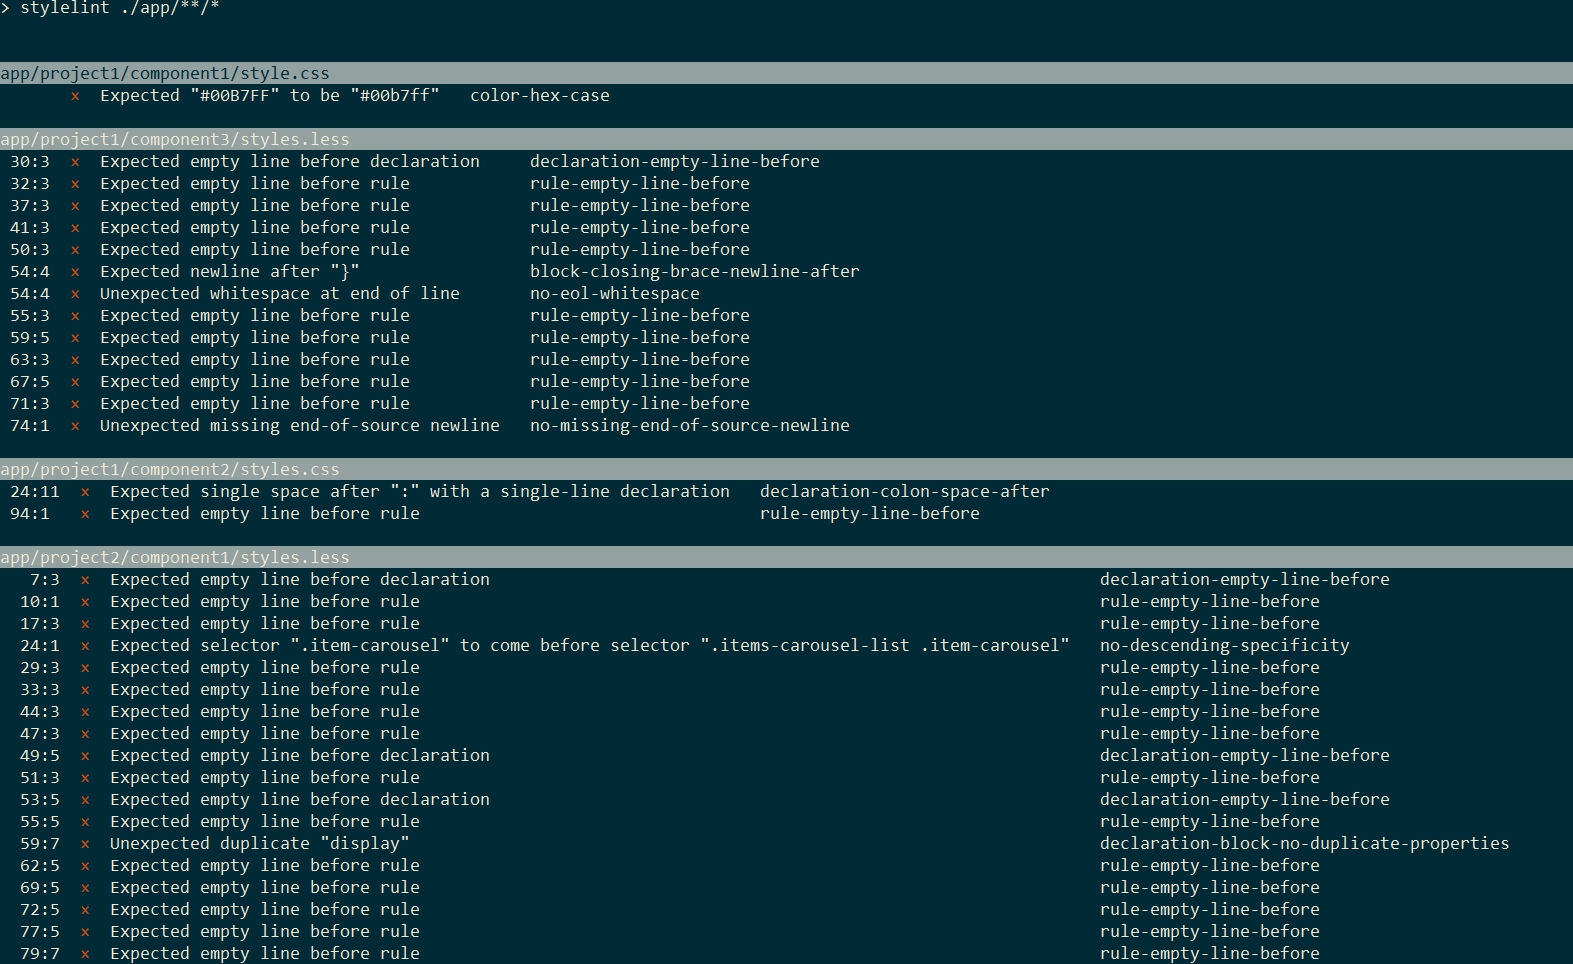 > stylelint ./app/**/*
app/project1/component1/style.css
× Expected "#00B7FF" to be "#00b7ff" color-hex-case
app/project1/component3/styles.less
30:3 × Expected empty line before declaration declaration-empty-line-before
32:3 × Expected empty line before rule rule-empty-line-before
37:3 × Expected empty line before rule rule-empty-line-before
41:3 × Expected empty line before rule rule-empty-line-before
50:3 × Expected empty line before rule rule-empty-line-before
54:4 × Expected newline after "}" block-closing-brace-newline-after
54:4 × Unexpected whitespace at end of line no-eol-whitespace
55:3 × Expected empty line before rule rule-empty-line-before
59:5 × Expected empty line before rule rule-empty-line-before
63:3 × Expected empty line before rule rule-empty-line-before
67:5 × Expected empty line before rule rule-empty-line-before
71:3 × Expected empty line before rule rule-empty-line-before
74:1 × Unexpected missing end-of-source newline no-missing-end-of-source-newline
app/project1/component2/styles.css
24:11 × Expected single space after ":" with a single-line declaration declaration-colon-space-after
94:1 × Expected empty line before rule rule-empty-line-before
app/project2/component1/styles.less
7:3 × Expected empty line before declaration declaration-empty-line-before
10:1 × Expected empty line before rule rule-empty-line-before
17:3 × Expected empty line before rule rule-empty-line-before
24:1 × Expected selector ".item-carousel" to come before selector ".items-carousel-list .item-carousel" no-descending-specificity
29:3 × Expected empty line before rule rule-empty-line-before
33:3 × Expected empty line before rule rule-empty-line-before
44:3 × Expected empty line before rule rule-empty-line-before
47:3 × Expected empty line before rule rule-empty-line-before
49:5 × Expected empty line before declaration declaration-empty-line-before
51:3 × Expected empty line before rule rule-empty-line-before
53:5 × Expected empty line before declaration declaration-empty-line-before
55:5 × Expected empty line before rule rule-empty-line-before
59:7 × Unexpected duplicate "display" declaration-block-no-duplicate-properties
62:5 × Expected empty line before rule rule-empty-line-before
69:5 × Expected empty line before rule rule-empty-line-before
72:5 × Expected empty line before rule rule-empty-line-before
77:5 × Expected empty line before rule rule-empty-line-before
79:7 × Expected empty line before rule rule-empty-line-before